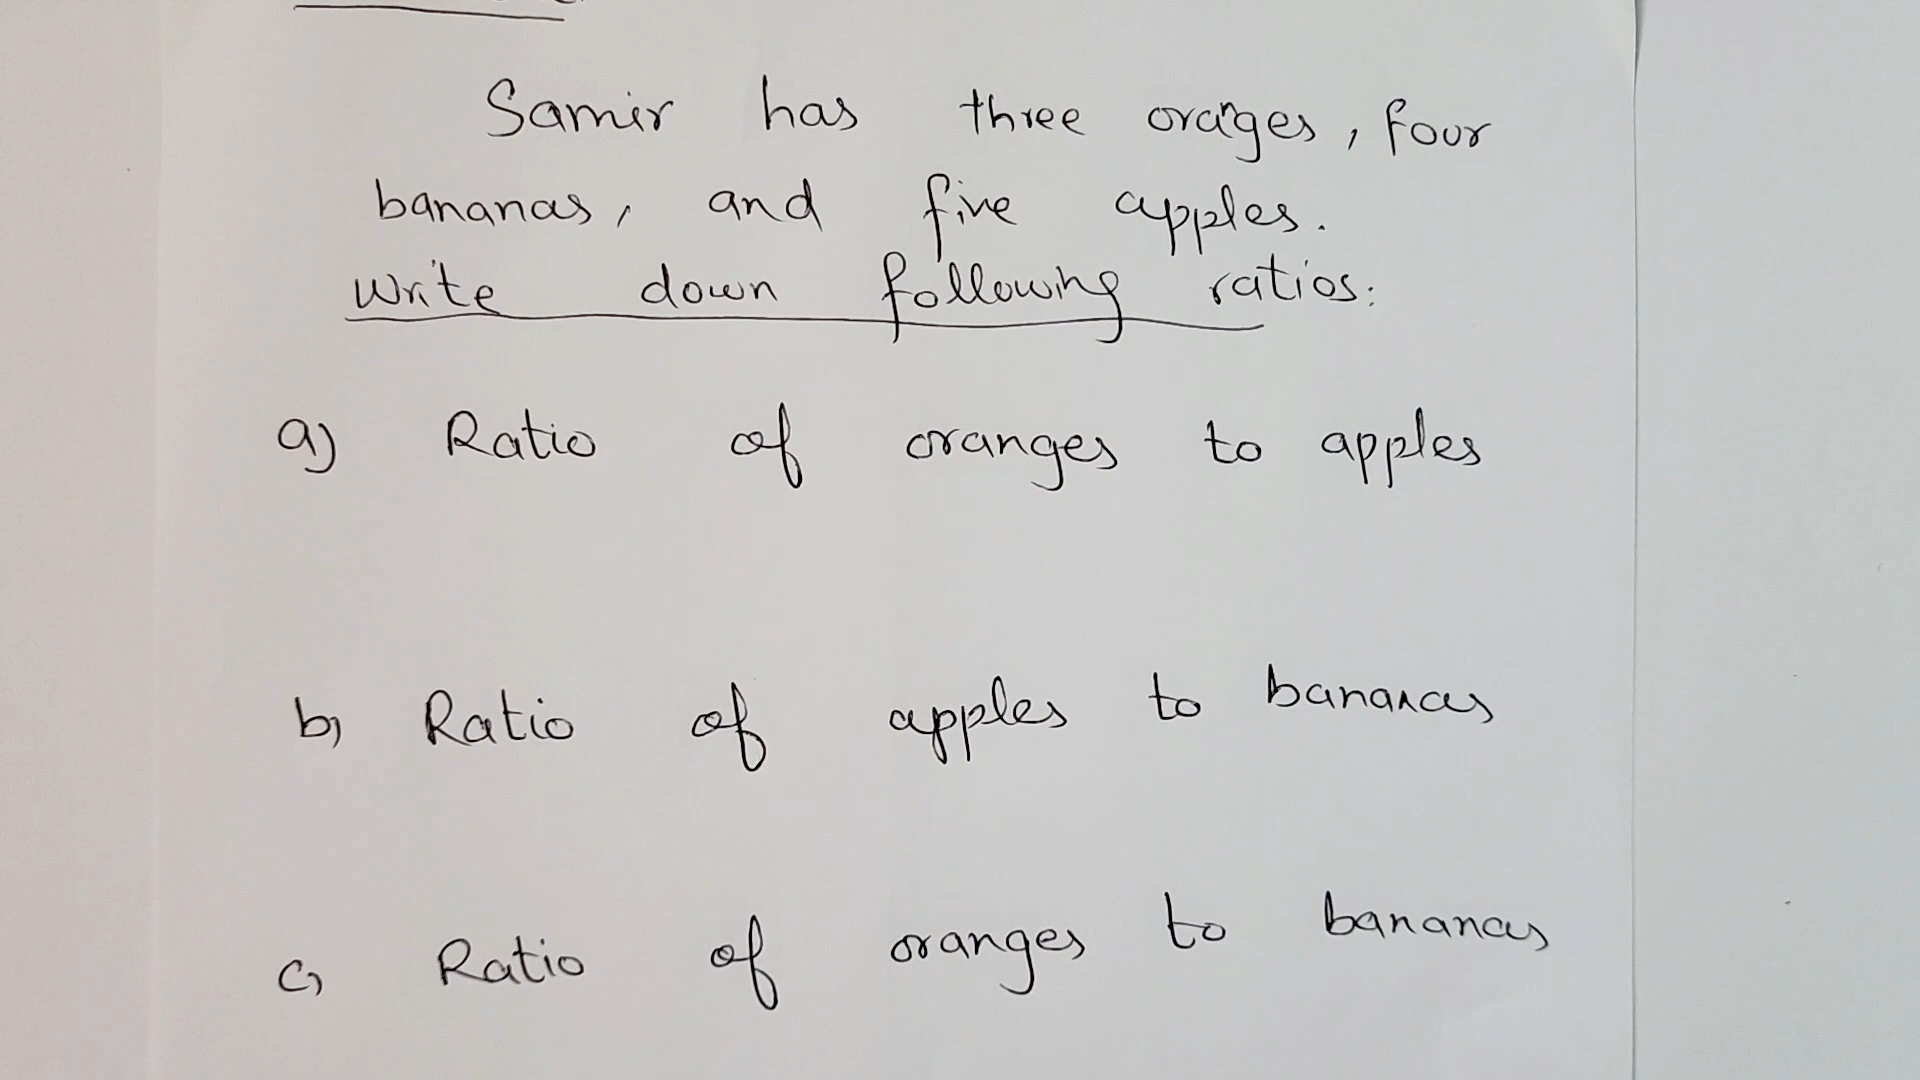 Samir has three oranges, four
bananas, and five apples.
Write down following ratios:
a) Ratio of oranges to apples
b) Ratio of apples to bananas
c) Ratio of oranges to bananas